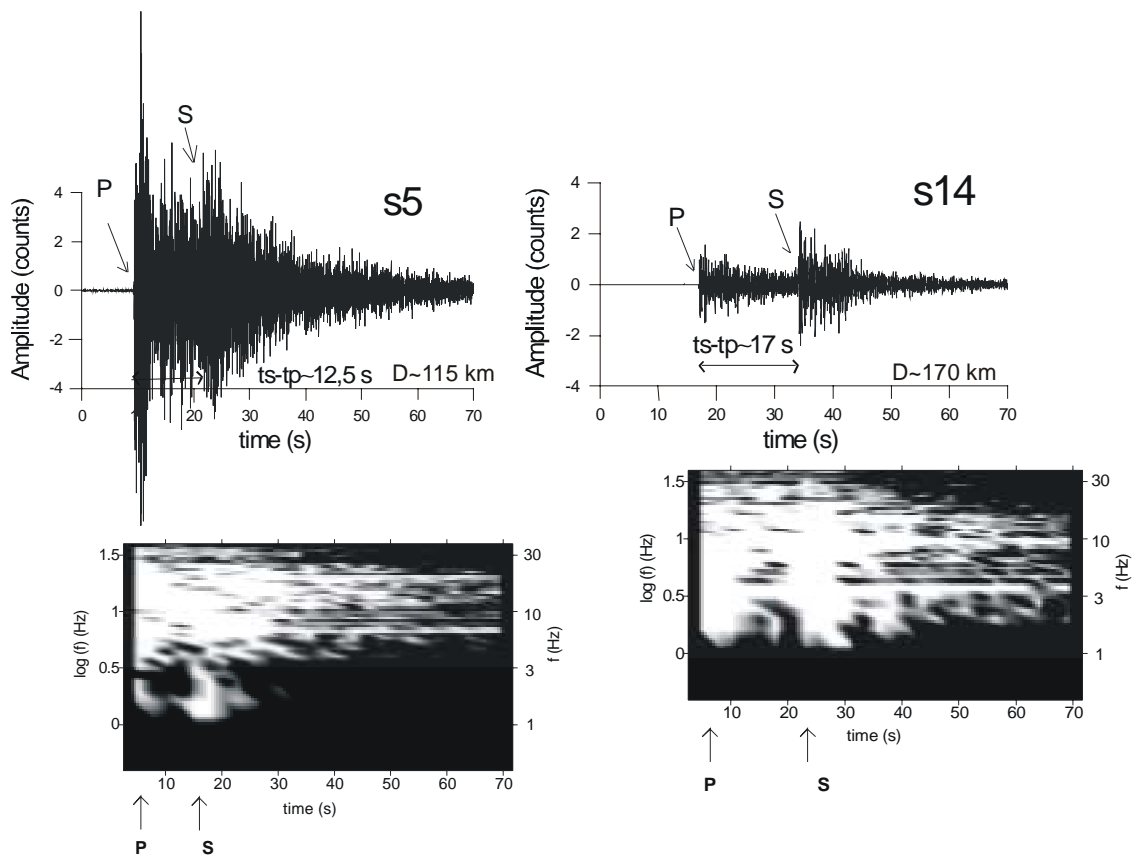 s5
S
P
Amplitude (counts)
4
2
0
-2
-4
ts-tp~12,5 s
D~115 km
0 10 20 30 40 50 60 70
time (s)
s14
S
P
Amplitude (counts)
4
2
0
-2
-4
ts-tp~17 s
D~170 km
0 10 20 30 40 50 60 70
time (s)
log (f) (Hz)
1.5
1
0.5
0
30
10
3
1
f (Hz)
10 20 30 40 50 60 70
time (s)
P S
log (f) (Hz)
1.5
1
0.5
0
30
10
3
1
f (Hz)
10 20 30 40 50 60 70
time (s)
P S